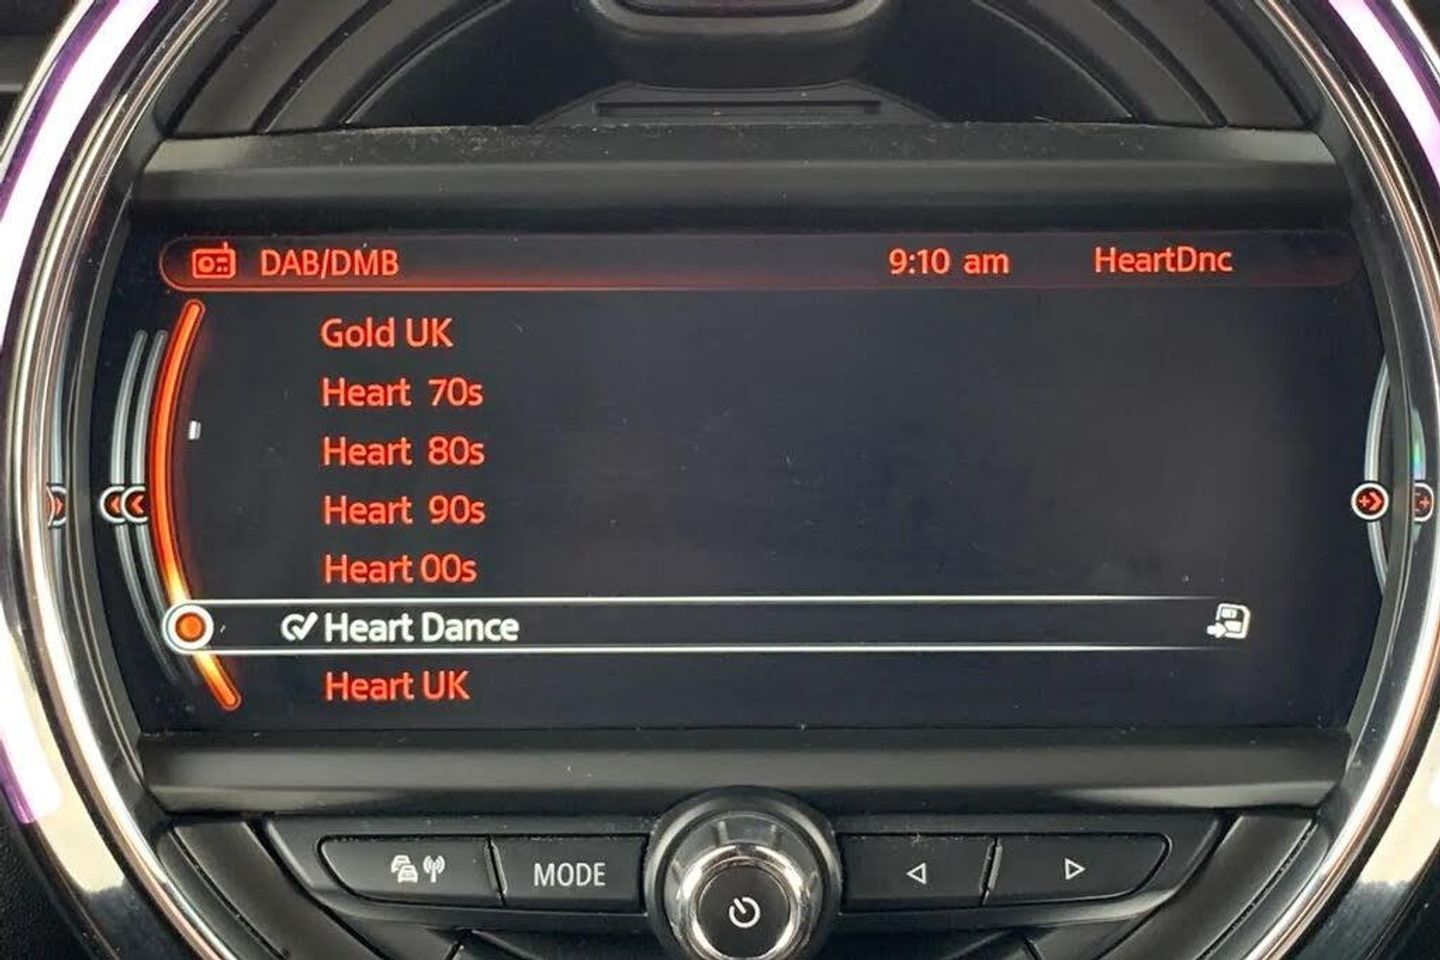 DAB/DMB 9:10 am HeartDnc
Gold UK
Heart 70s
Heart 80s
Heart 90s
Heart 00s
Heart Dance
Heart UK
MODE